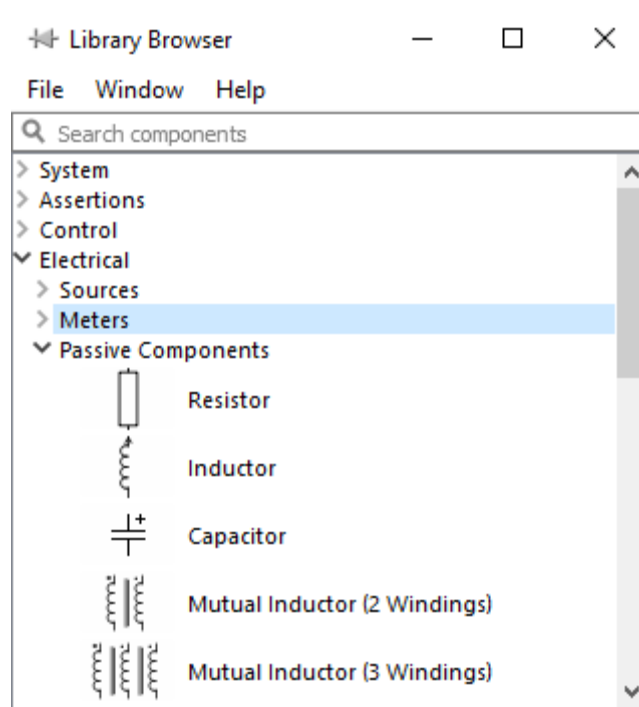 Library Browser
File Window Help
Search components
System
Assertions
Control
Electrical
Sources
Meters
Passive Components
Resistor
Inductor
Capacitor
Mutual Inductor (2 Windings)
Mutual Inductor (3 Windings)